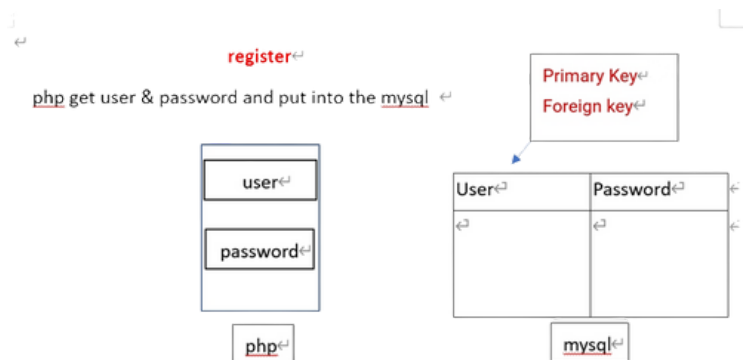 register
php get user & password and put into the mysql
Primary Key
Foreign key
user
password
User Password
php
mysql